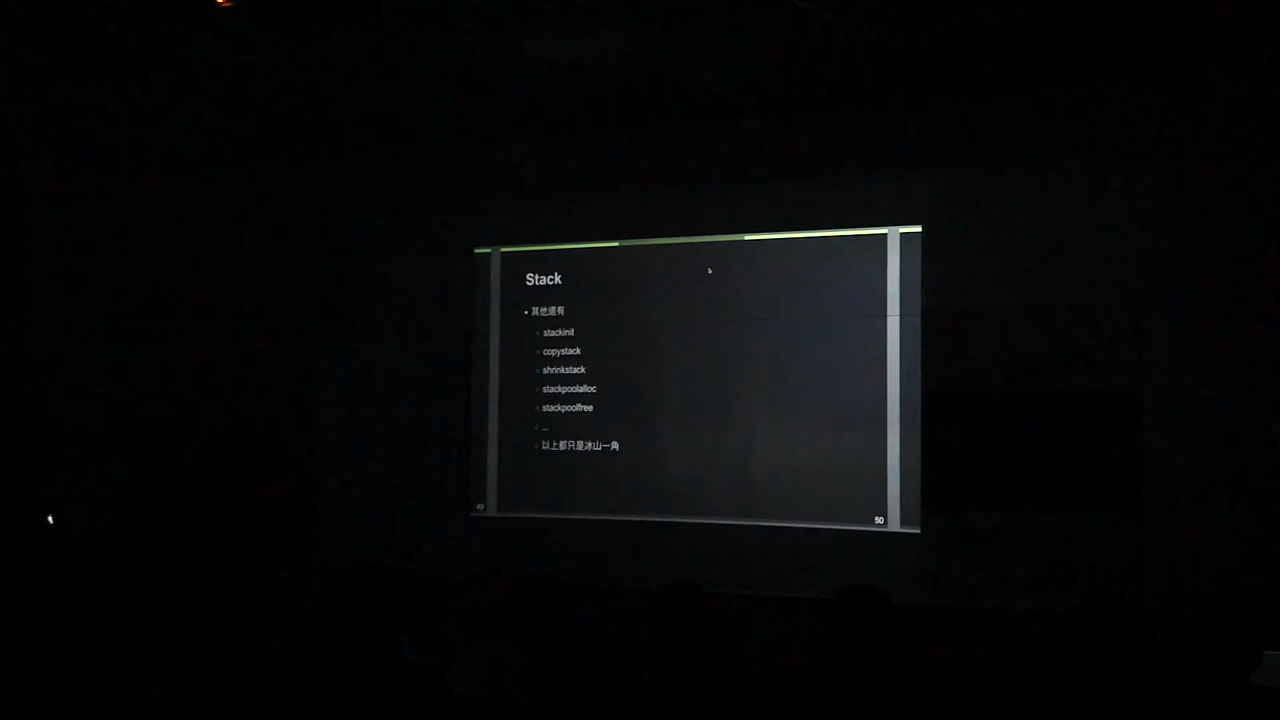 Stack
其他還有
stackinit
copystack
shrinkstack
stackpoolalloc
stackpoolfree
...
以上都只是冰山一角
49
50